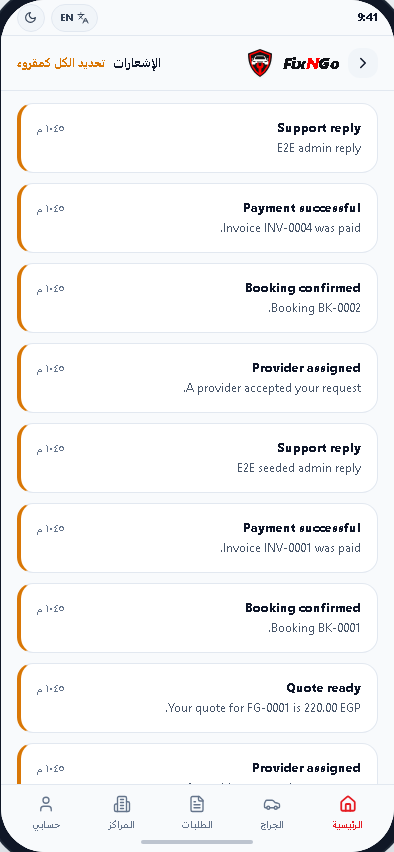 9:41
EN
FixNGo
الإشعارات
تحديد الكل كمقروء
Support reply
١٠:٤٥ م
E2E admin reply
Payment successful
١٠:٤٥ م
Invoice INV-0004 was paid.
Booking confirmed
١٠:٤٥ م
Booking BK-0002.
Provider assigned
١٠:٤٥ م
A provider accepted your request.
Support reply
١٠:٤٥ م
E2E seeded admin reply
Payment successful
١٠:٤٥ م
Invoice INV-0001 was paid.
Booking confirmed
١٠:٤٥ م
Booking BK-0001.
Quote ready
١٠:٤٥ م
Your quote for FG-0001 is 220.00 EGP.
Provider assigned
١٠:٤٥ م
الرئيسية
الجراج
الطلبات
المراكز
حسابي